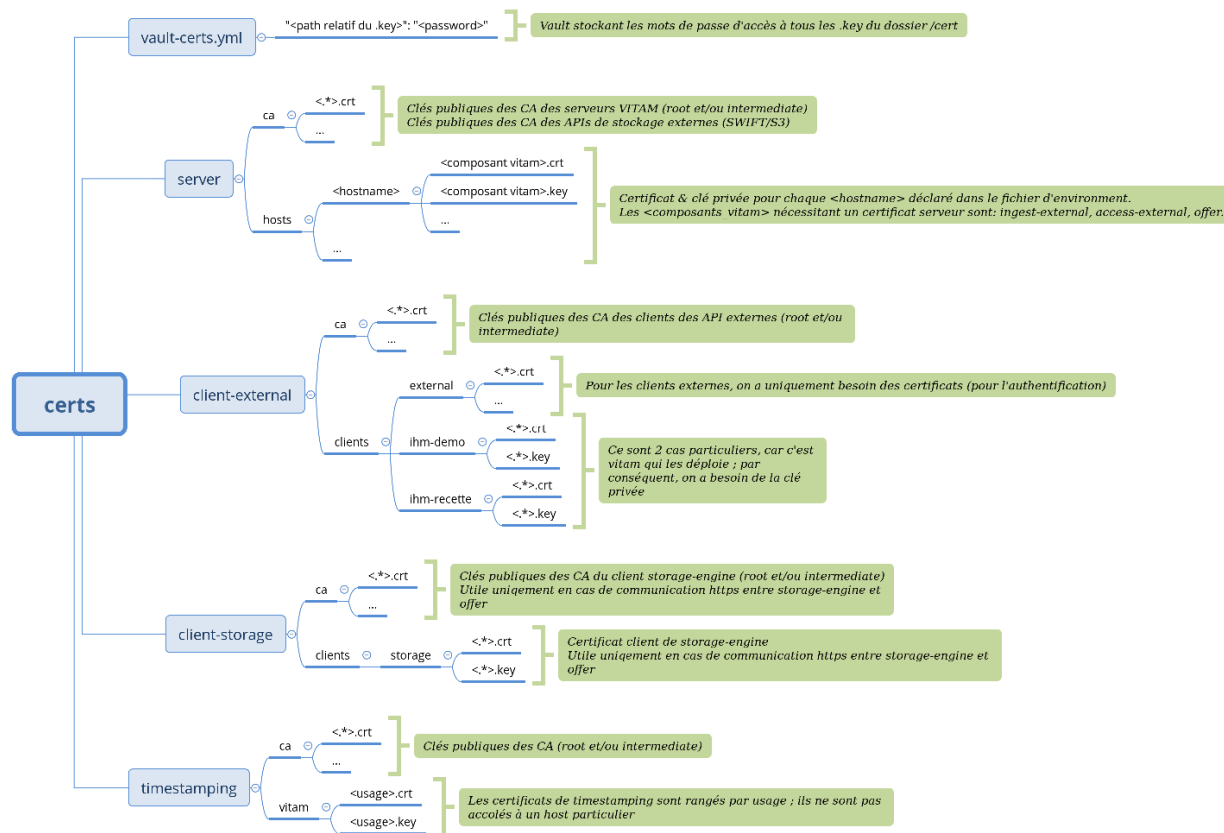 vault-certs.yml
"<path relatif du .key>": "<password>"
Vault stockant les mots de passe d'accès à tous les .key du dossier /cert
server
ca
<.*>.crt
...
Clés publiques des CA des serveurs VITAM (root et/ou intermediate)
Clés publiques des CA des APIs de stockage externes (SWIFT/S3)
hosts
<hostname>
<composant vitam>.crt
<composant vitam>.key
...
...
Certificat & clé privée pour chaque <hostname> déclaré dans le fichier d'environment.
Les <composants vitam> nécessitant un certificat serveur sont: ingest-external, access-external, offer.
certs
client-external
ca
<.*>.crt
...
Clés publiques des CA des clients des API externes (root et/ou
intermediate)
clients
external
<.*>.crt
...
Pour les clients externes, on a uniquement besoin des certificats (pour l'authentification)
ihm-demo
<.*>.crt
<.*>.key
ihm-recette
<.*>.crt
<.*>.key
Ce sont 2 cas particuliers, car c'est
vitam qui les déploie ; par
conséquent, on a besoin de la clé
privée
client-storage
ca
<.*>.crt
...
Clés publiques des CA du client storage-engine (root et/ou intermediate)
Utile uniqement en cas de communication https entre storage-engine et
offer
clients
storage
<.*>.crt
<.*>.key
Certificat client de storage-engine
Utile uniqement en cas de communication https entre storage-engine et
offer
timestamping
ca
<.*>.crt
...
Clés publiques des CA (root et/ou intermediate)
vitam
<usage>.crt
<usage>.key
Les certificats de timestamping sont rangés par usage ; ils ne sont pas
accolés à un host particulier